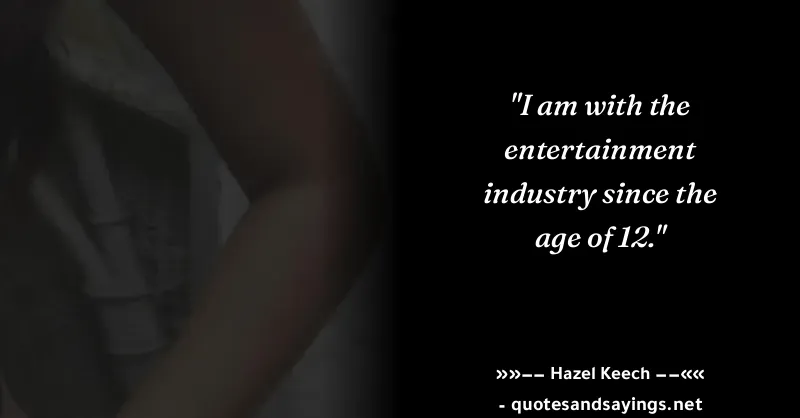 "I am with the
entertainment
industry since the
age of 12."
»»–– Hazel Keech ––««
- quotesandsayings.net